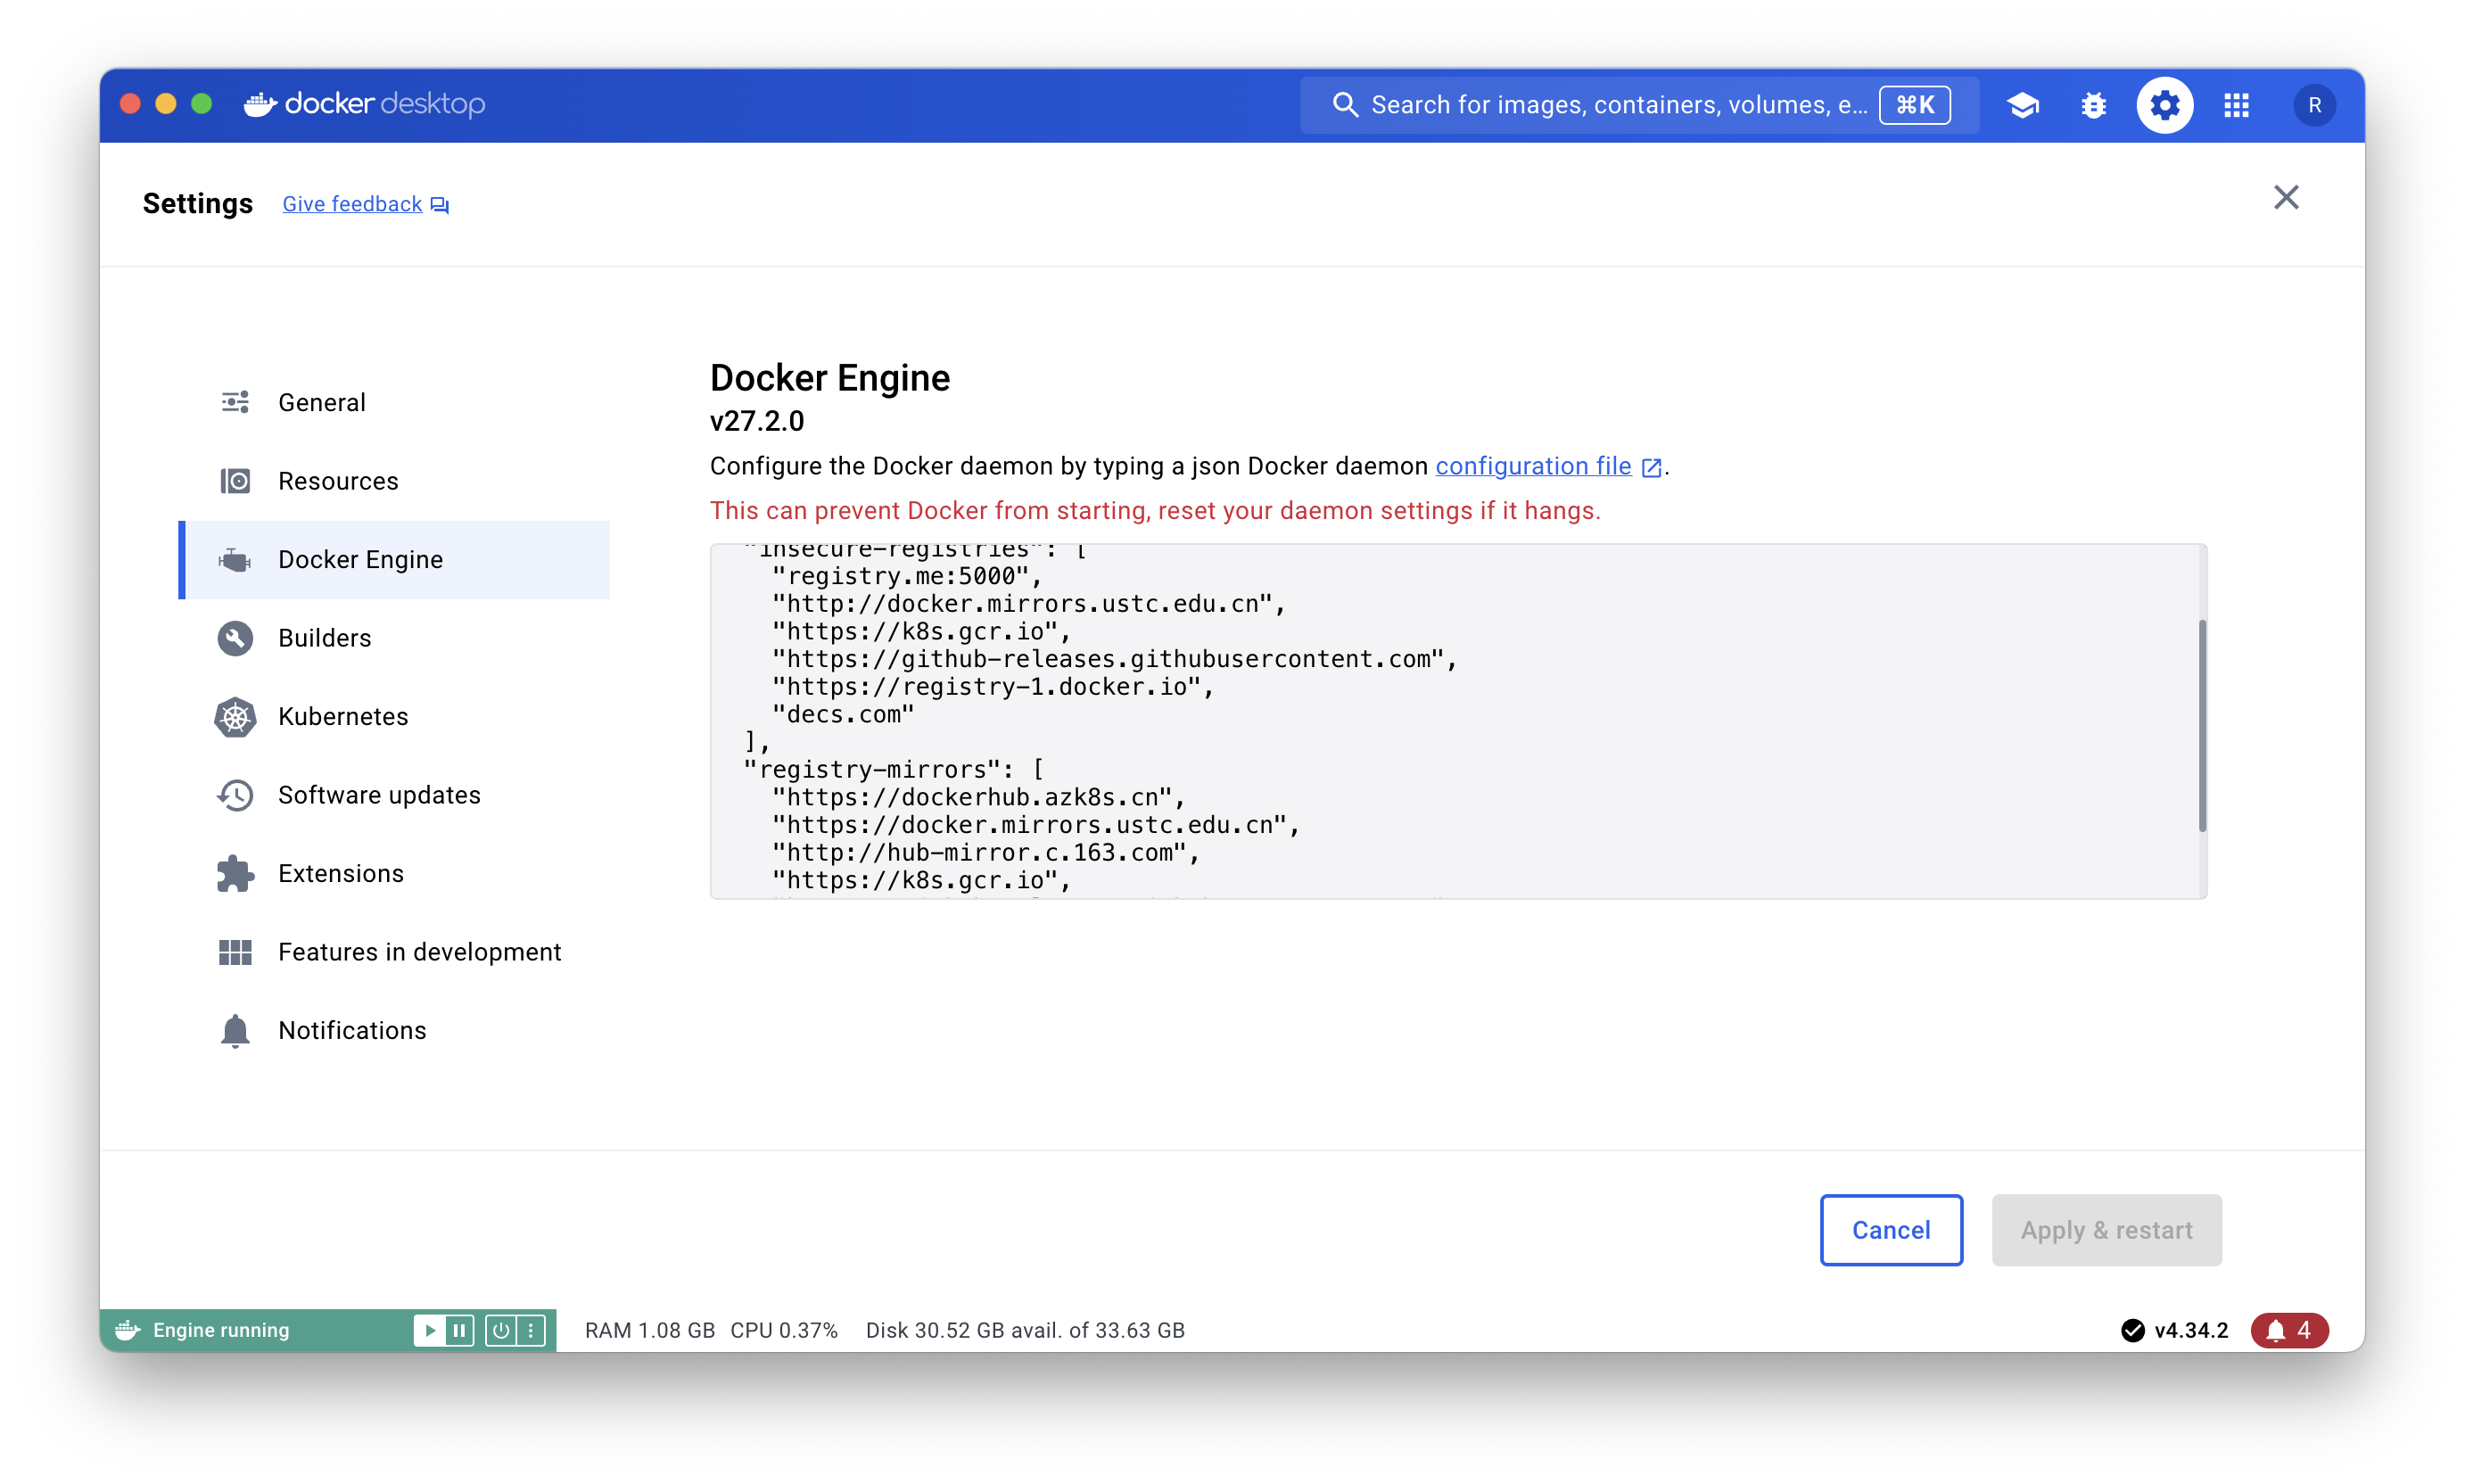 docker desktop
Search for images, containers, volumes, e...
⌘K
R
Settings
Give feedback
General
Resources
Docker Engine
Builders
Kubernetes
Software updates
Extensions
Features in development
Notifications
Docker Engine
v27.2.0
Configure the Docker daemon by typing a json Docker daemon configuration file.
This can prevent Docker from starting, reset your daemon settings if it hangs.
"insecure-registries": [
"registry.me:5000",
"http://docker.mirrors.ustc.edu.cn",
"https://k8s.gcr.io",
"https://github-releases.githubusercontent.com",
"https://registry-1.docker.io",
"decs.com"
],
"registry-mirrors": [
"https://dockerhub.azk8s.cn",
"https://docker.mirrors.ustc.edu.cn",
"http://hub-mirror.c.163.com",
"https://k8s.gcr.io",
Cancel
Apply & restart
Engine running
RAM 1.08 GB CPU 0.37% Disk 30.52 GB avail. of 33.63 GB
v4.34.2
4